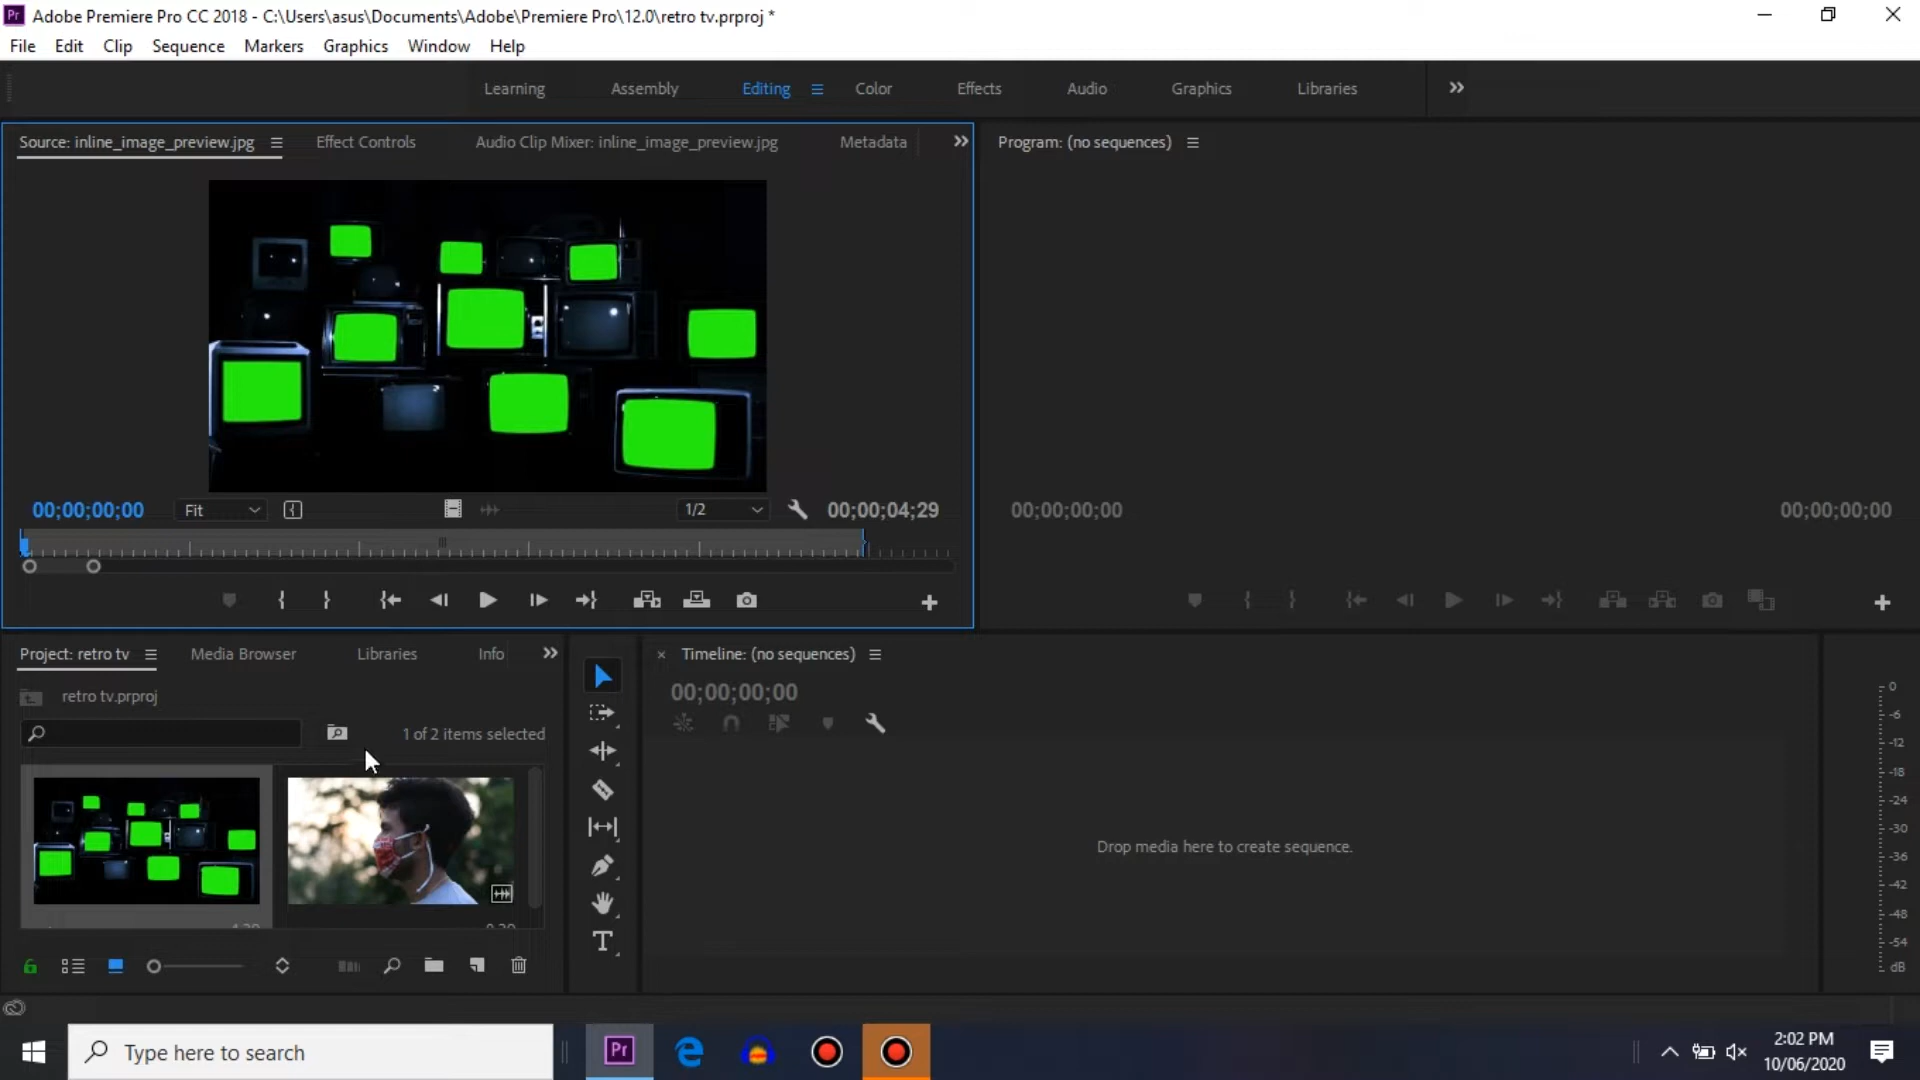 Pr Adobe Premiere Pro CC 2018 - C:\Users\asus\Documents\Adobe\Premiere Pro\12.0\retro tv.prproj *
File Edit Clip Sequence Markers Graphics Window Help
Learning Assembly Editing Color Effects Audio Graphics Libraries
Source: inline_image_preview.jpg Effect Controls Audio Clip Mixer: inline_image_preview.jpg Metadata
Program: (no sequences)
00;00;00;00 Fit 1/2 00;00;04;29
00;00;00;00 00;00;00;00
Project: retro tv Media Browser Libraries Info
Timeline: (no sequences)
retro tv.prproj
00;00;00;00
1 of 2 items selected
Drop media here to create sequence.
0
-6
-12
-18
-24
-30
-36
-42
-48
-54
dB
Type here to search
Pr
2:02 PM
10/06/2020